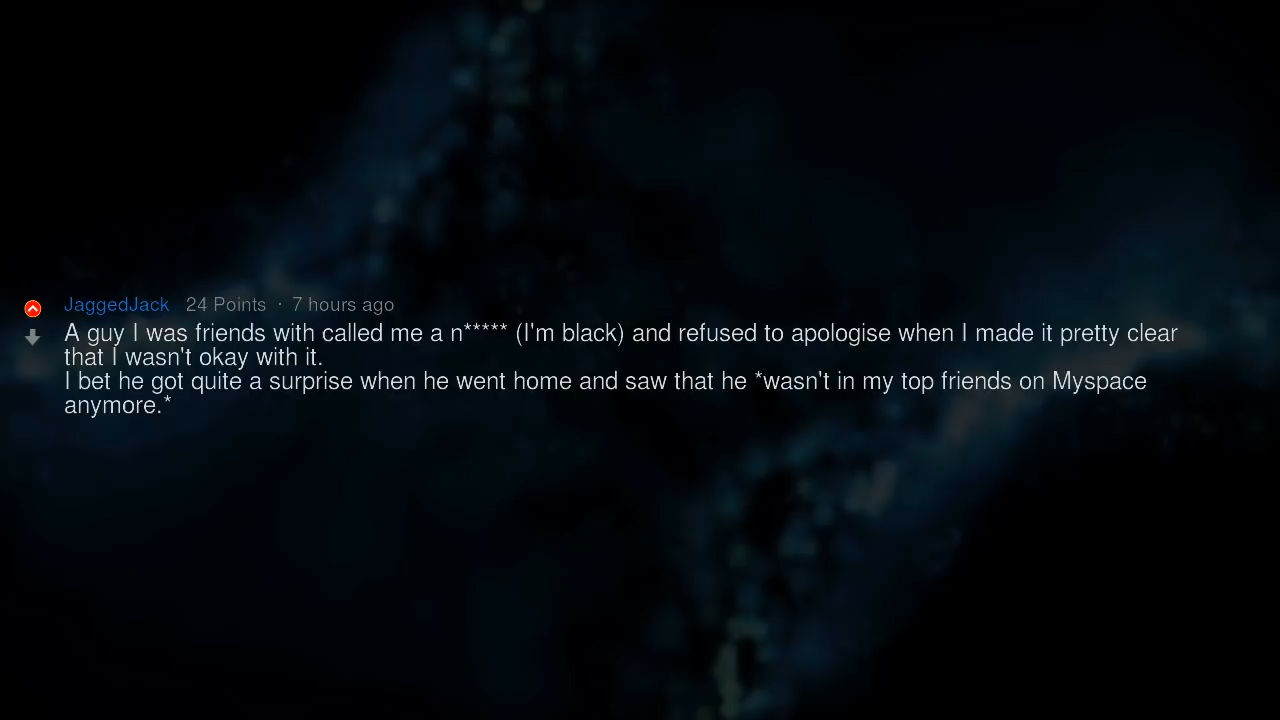 JaggedJack 24 Points · 7 hours ago
A guy I was friends with called me a n***** (I'm black) and refused to apologise when I made it pretty clear
that I wasn't okay with it.
I bet he got quite a surprise when he went home and saw that he *wasn't in my top friends on Myspace
anymore.*